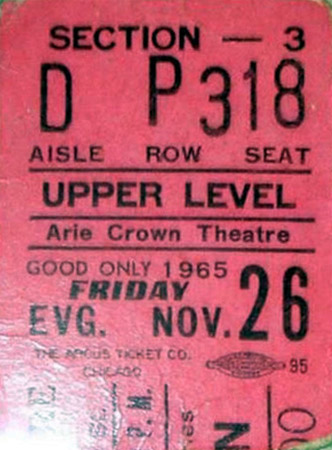 SECTION — 3
D P 318
AISLE ROW SEAT
UPPER LEVEL
Arie Crown Theatre
GOOD ONLY 1965
FRIDAY
EVG. NOV. 26
THE ARCUS TICKET CO.
CHICAGO
95
P.M.